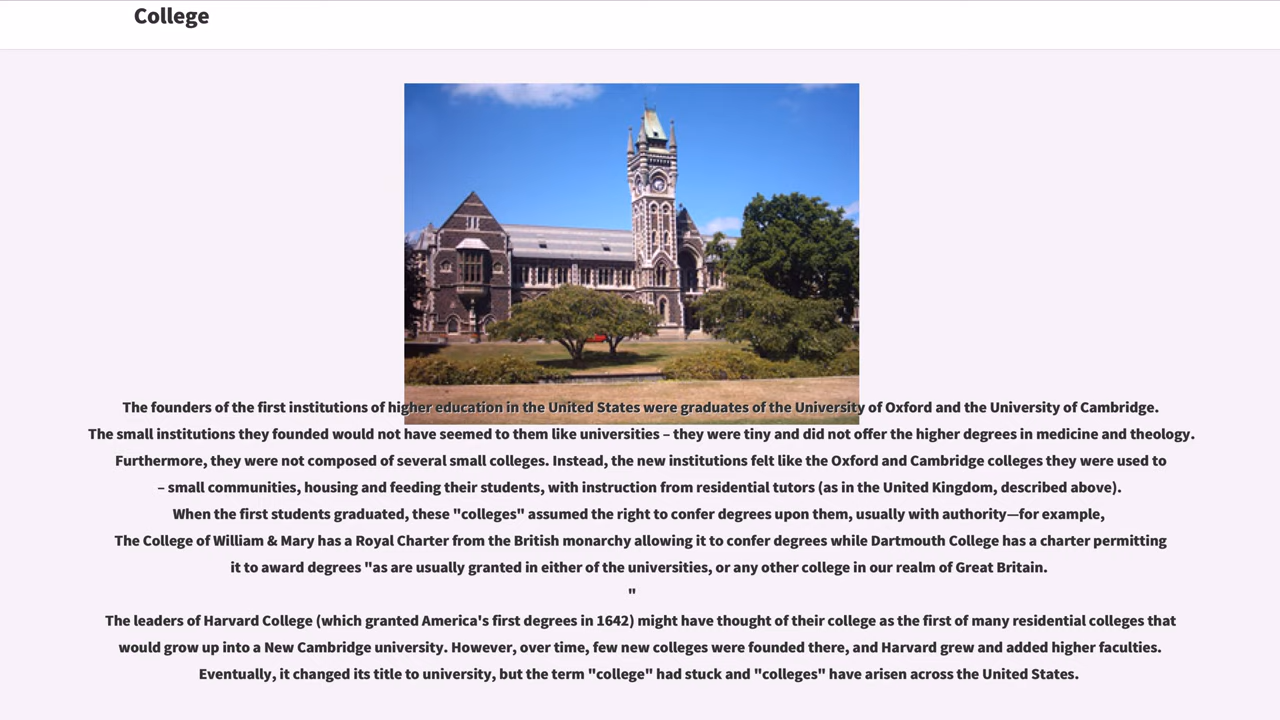 College
The founders of the first institutions of higher education in the United States were graduates of the University of Oxford and the University of Cambridge.
The small institutions they founded would not have seemed to them like universities – they were tiny and did not offer the higher degrees in medicine and theology.
Furthermore, they were not composed of several small colleges. Instead, the new institutions felt like the Oxford and Cambridge colleges they were used to
– small communities, housing and feeding their students, with instruction from residential tutors (as in the United Kingdom, described above).
When the first students graduated, these "colleges" assumed the right to confer degrees upon them, usually with authority—for example,
The College of William & Mary has a Royal Charter from the British monarchy allowing it to confer degrees while Dartmouth College has a charter permitting
it to award degrees "as are usually granted in either of the universities, or any other college in our realm of Great Britain.
"
The leaders of Harvard College (which granted America's first degrees in 1642) might have thought of their college as the first of many residential colleges that
would grow up into a New Cambridge university. However, over time, few new colleges were founded there, and Harvard grew and added higher faculties.
Eventually, it changed its title to university, but the term "college" had stuck and "colleges" have arisen across the United States.